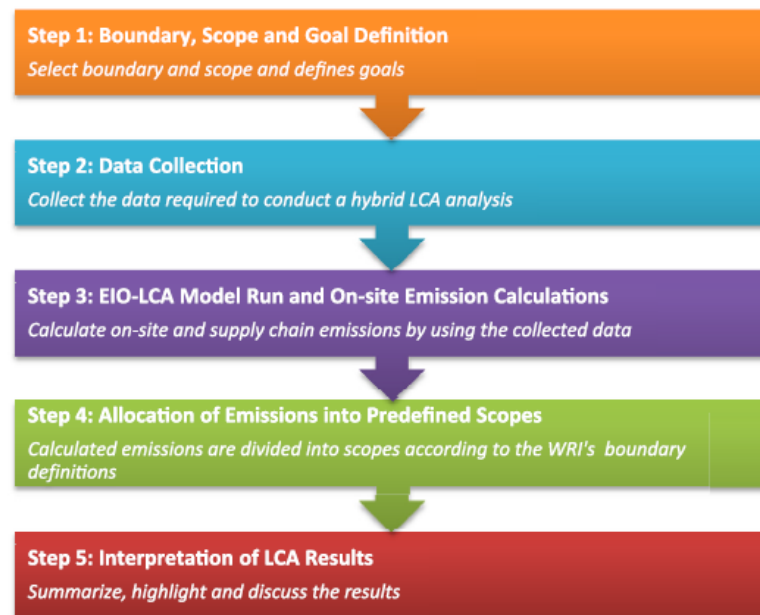 Step 1: Boundary, Scope and Goal Definition
Select boundary and scope and defines goals
Step 2: Data Collection
Collect the data required to conduct a hybrid LCA analysis
Step 3: EIO-LCA Model Run and On-site Emission Calculations
Calculate on-site and supply chain emissions by using the collected data
Step 4: Allocation of Emissions into Predefined Scopes
Calculated emissions are divided into scopes according to the WRI's boundary
definitions
Step 5: Interpretation of LCA Results
Summarize, highlight and discuss the results